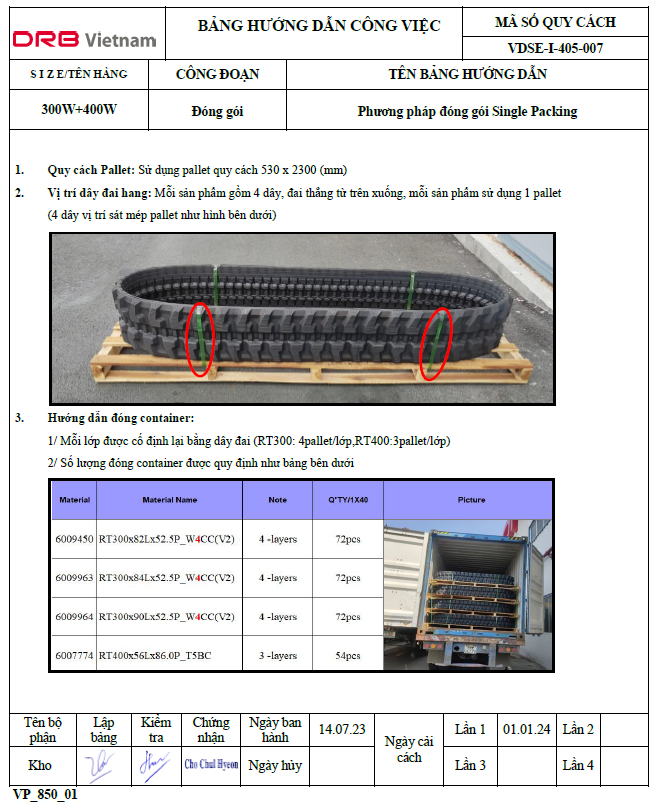 DRB Vietnam
BẢNG HƯỚNG DẪN CÔNG VIỆC
MÃ SỐ QUY CÁCH
VDSE-I-405-007
S I Z E/TÊN HÀNG
CÔNG ĐOẠN
TÊN BẢNG HƯỚNG DẪN
300W+400W
Đóng gói
Phương pháp đóng gói Single Packing
1. Quy cách Pallet: Sử dụng pallet quy cách 530 x 2300 (mm)
2. Vị trí dây đai hang: Mỗi sản phẩm gồm 4 dây, đai thẳng từ trên xuống, mỗi sản phẩm sử dụng 1 pallet
(4 dây vị trí sát mép pallet như hình bên dưới)
3. Hướng dẫn đóng container:
1/ Mỗi lớp được cố định lại bằng dây đai (RT300: 4pallet/lớp,RT400:3pallet/lớp)
2/ Số lượng đóng container được quy định như bảng bên dưới
Material Material Name Note Q'TY/1X40 Picture
6009450 RT300x82Lx52.5P_W4CC(V2) 4 -layers 72pcs
6009963 RT300x84Lx52.5P_W4CC(V2) 4 -layers 72pcs
6009964 RT300x90Lx52.5P_W4CC(V2) 4 -layers 72pcs
6007774 RT400x56Lx86.0P_T5BC 3 -layers 54pcs
Tên bộ phận
Lập bảng
Kiểm tra
Chứng nhận
Ngày ban hành
14.07.23
Ngày cải cách
Lần 1
01.01.24
Lần 2
Kho
Cho Chul Hyeon
Ngày hủy
Lần 3
Lần 4
VP_850_01